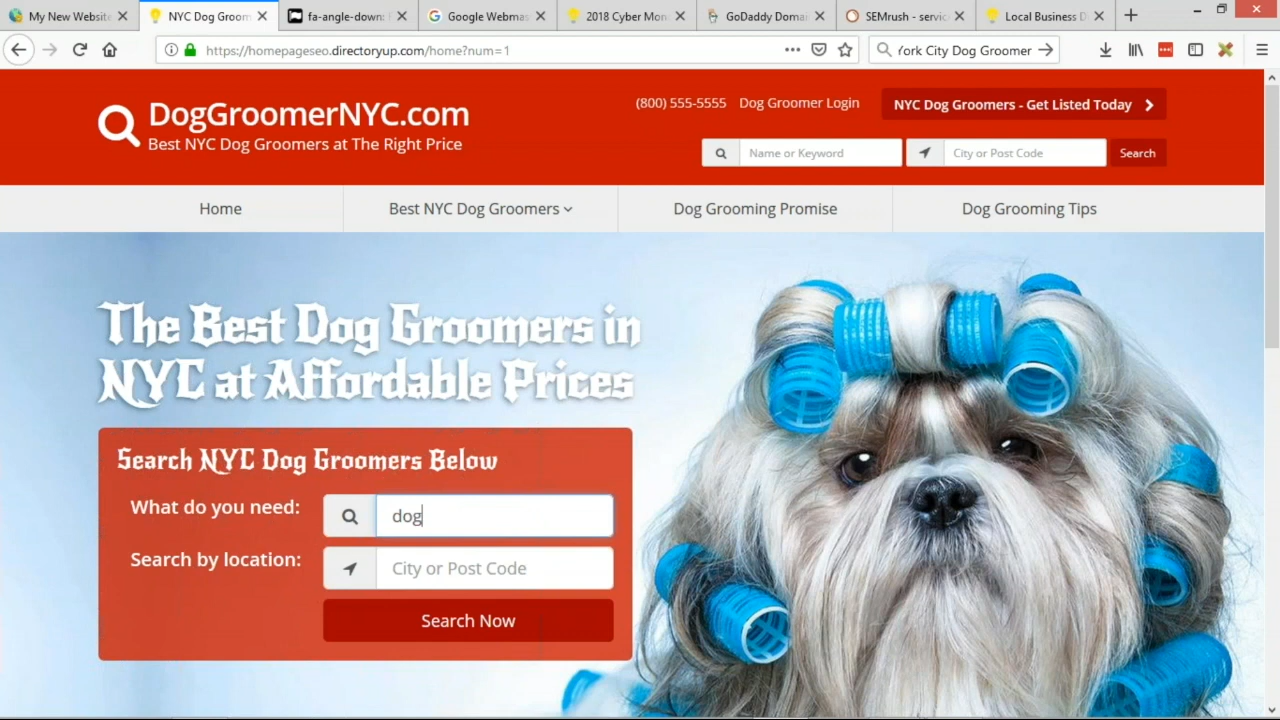 My New Website
NYC Dog Groom
fa-angle-down:
Google Webmas
2018 Cyber Mon
GoDaddy Domai
SEMrush - servic
Local Business D
https://homepageseo.directoryup.com/home?num=1
York City Dog Groomer
DogGroomerNYC.com
Best NYC Dog Groomers at The Right Price
(800) 555-5555 Dog Groomer Login
NYC Dog Groomers - Get Listed Today
Name or Keyword
City or Post Code
Search
Home
Best NYC Dog Groomers
Dog Grooming Promise
Dog Grooming Tips
The Best Dog Groomers in
NYC at Affordable Prices
Search NYC Dog Groomers Below
What do you need:
dog
Search by location:
City or Post Code
Search Now